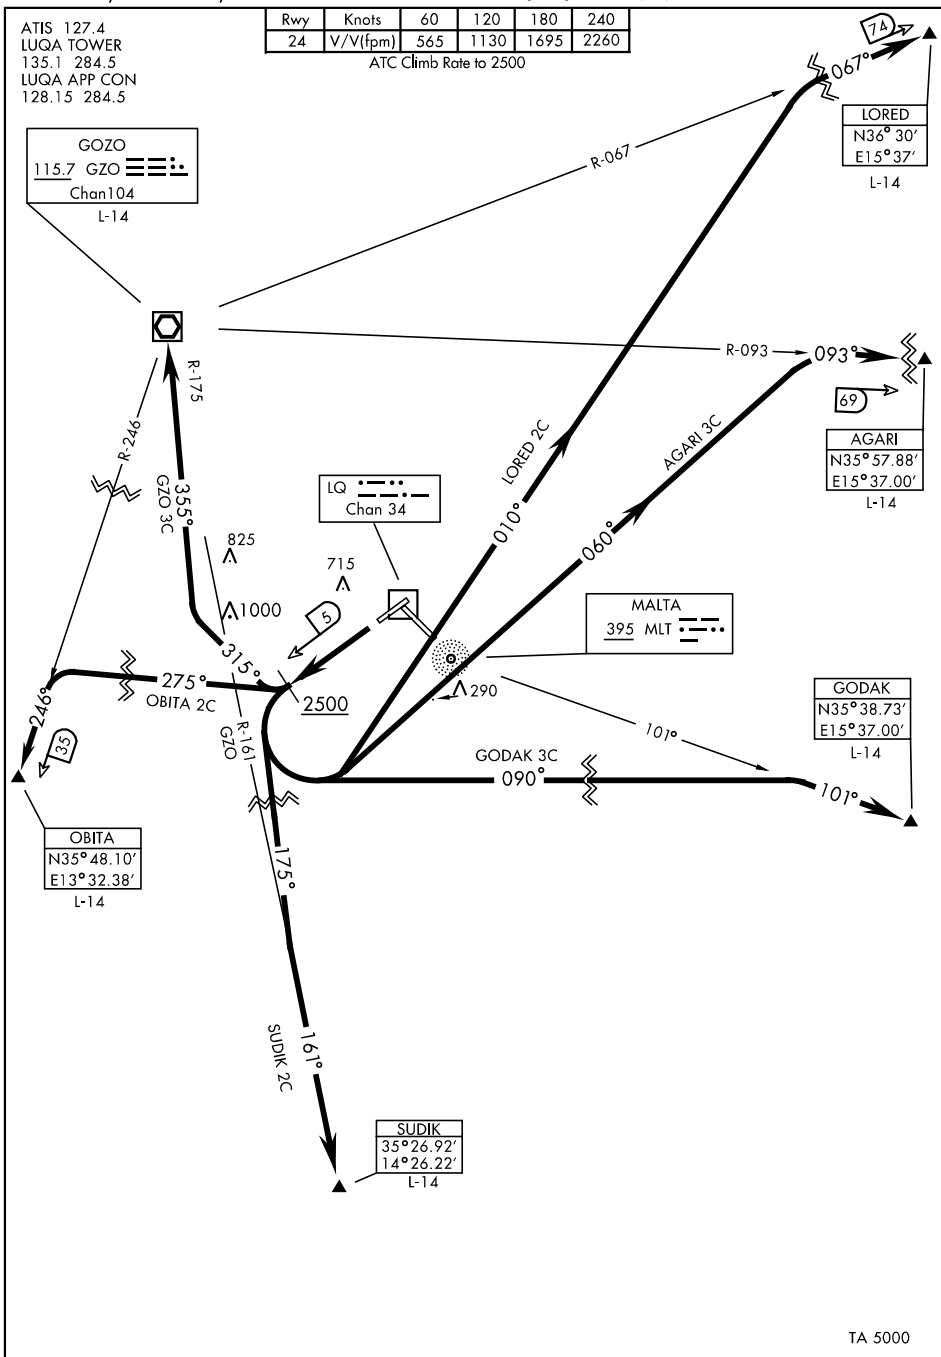 ATIS 127.4
LUQA TOWER
135.1 284.5
LUQA APP CON
128.15 284.5
Rwy Knots 60 120 180 240
24 V/V(fpm) 565 1130 1695 2260
ATC Climb Rate to 2500
74
067°
LORED
N36° 30'
E15° 37'
L-14
GOZO
115.7 GZO
Chan104
L-14
R-067
R-093
093°
69
AGARI
N35° 57.88'
E15° 37.00'
L-14
R-175
R-246
355°
GZO 3C
LORED 2C
AGARI 3C
010°
060°
LQ
Chan 34
825
715
1000
5
MALTA
395 MLT
290
315°
275°
OBITA 2C
2500
246°
35
R-161
GZO
101°
GODAK
N35° 38.73'
E15° 37.00'
L-14
GODAK 3C
090°
101°
OBITA
N35° 48.10'
E13° 32.38'
L-14
175°
161°
SUDIK 2C
SUDIK
35° 26.92'
14° 26.22'
L-14
TA 5000